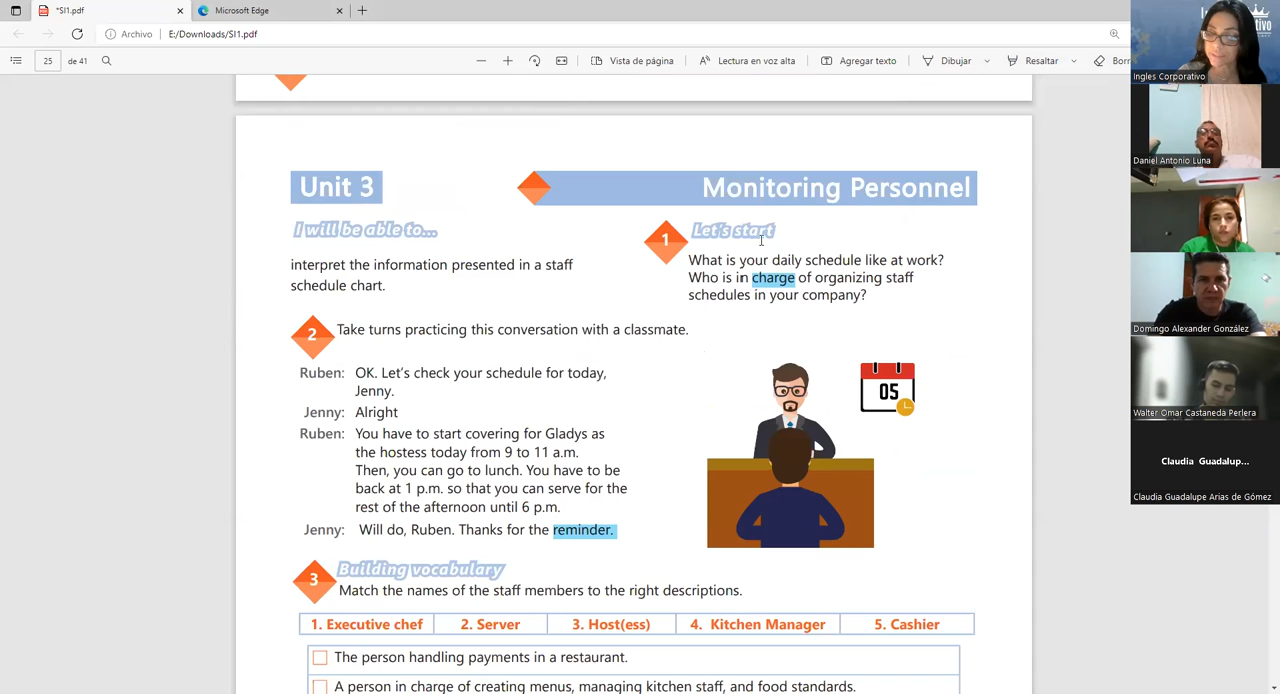 *SI1.pdf
Microsoft Edge
Archivo
E:/Downloads/SI1.pdf
25
de 41
Vista de página
Lectura en voz alta
Agregar texto
Dibujar
Resaltar
Borr
Unit 3
Monitoring Personnel
I will be able to...
interpret the information presented in a staff
schedule chart.
1
Let's start
What is your daily schedule like at work?
Who is in charge of organizing staff
schedules in your company?
2
Take turns practicing this conversation with a classmate.
Ruben: OK. Let's check your schedule for today,
Jenny.
Jenny: Alright
Ruben: You have to start covering for Gladys as
the hostess today from 9 to 11 a.m.
Then, you can go to lunch. You have to be
back at 1 p.m. so that you can serve for the
rest of the afternoon until 6 p.m.
Jenny: Will do, Ruben. Thanks for the reminder.
05
3
Building vocabulary
Match the names of the staff members to the right descriptions.
1. Executive chef
2. Server
3. Host(ess)
4. Kitchen Manager
5. Cashier
The person handling payments in a restaurant.
A person in charge of creating menus, managing kitchen staff, and food standards.
Ingles Corporativo
Daniel Antonio Luna
Domingo Alexander González
Walter Omar Castaneda Perlera
Claudia Guadalup...
Claudia Guadalupe Arias de Gómez